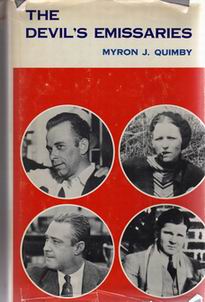 THE
DEVIL'S EMISSARIES
MYRON J. QUIMBY